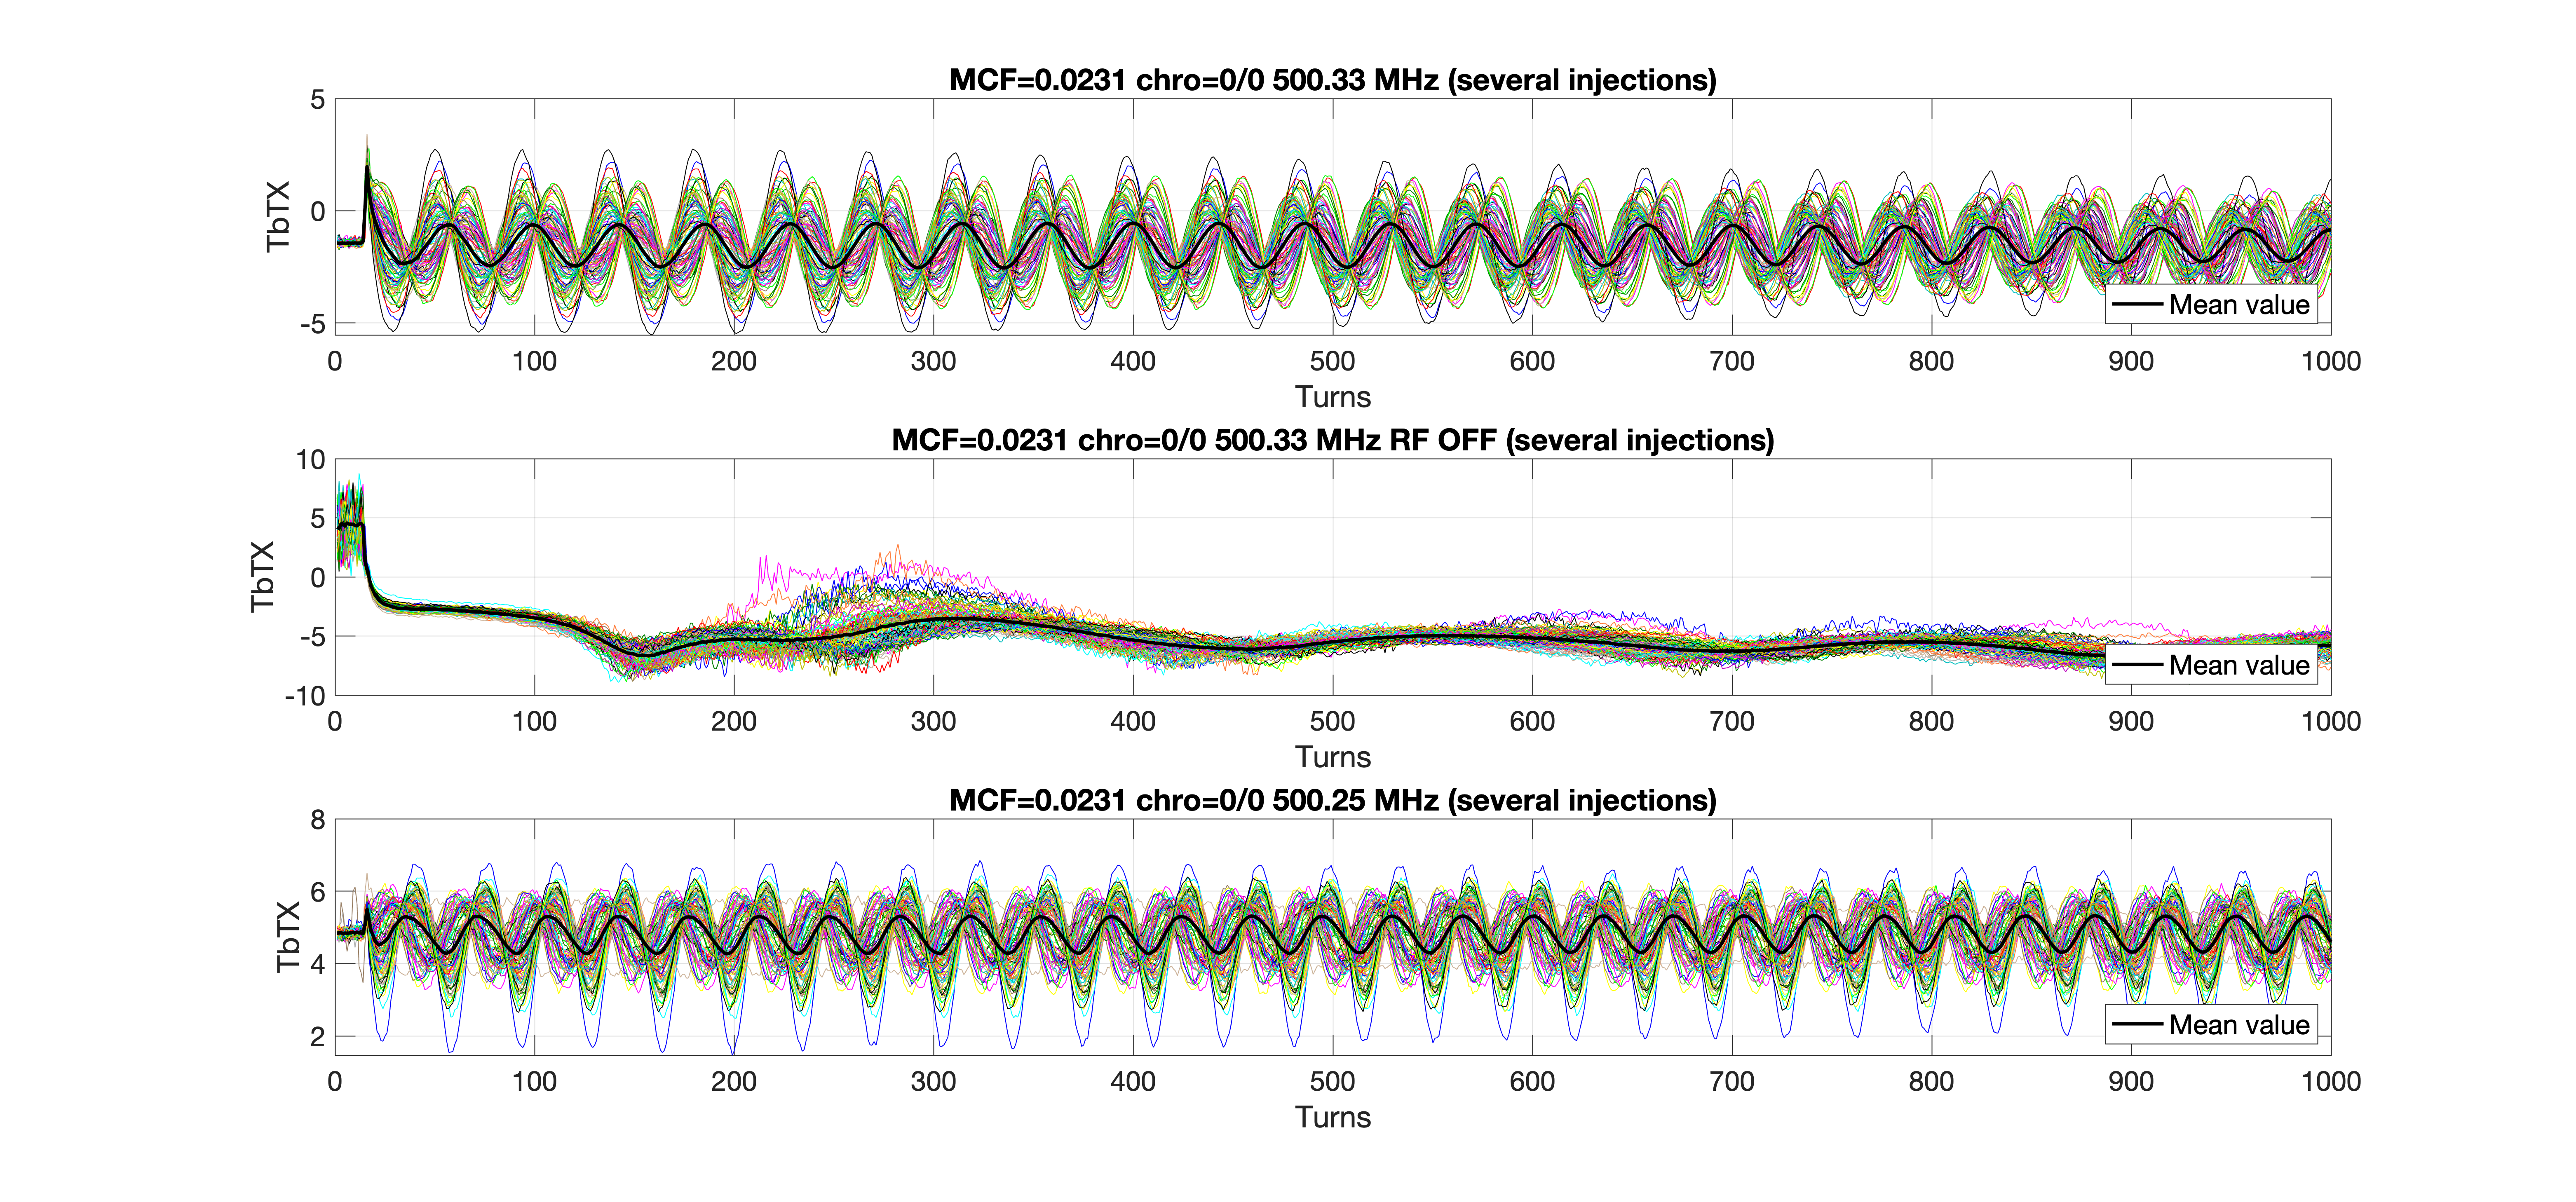 MCF=0.0231 chro=0/0 500.33 MHz (several injections)
5
0
-5
TbTX
Mean value
0 100 200 300 400 500 600 700 800 900 1000
Turns
MCF=0.0231 chro=0/0 500.33 MHz RF OFF (several injections)
10
5
0
-5
-10
TbTX
Mean value
0 100 200 300 400 500 600 700 800 900 1000
Turns
MCF=0.0231 chro=0/0 500.25 MHz (several injections)
8
6
4
2
TbTX
Mean value
0 100 200 300 400 500 600 700 800 900 1000
Turns